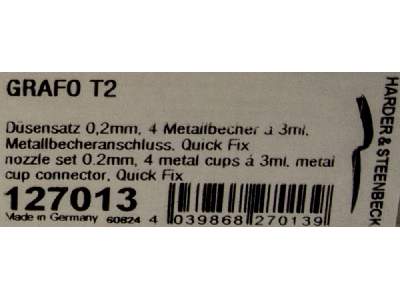 GRAFO T2
Düsensatz 0,2mm, 4 Metallbecher à 3ml,
Metallbecheranschluss, Quick Fix
nozzle set 0.2mm, 4 metal cups á 3ml, metal
cup connector, Quick Fix
127013
Made in Germany 60824 4 039868 270139
HARDER & STEENBECK